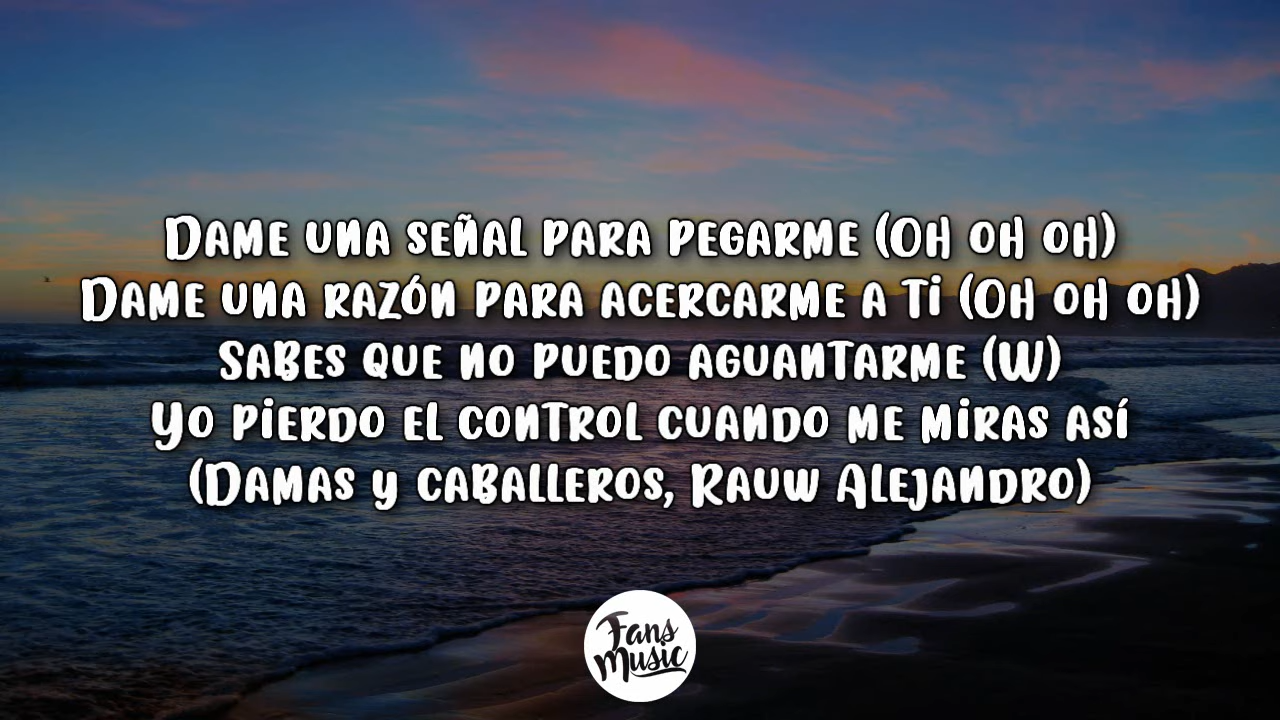 Dame una señal para pegarme (Oh oh oh)
Dame una razón para acercarme a ti (Oh oh oh)
sabes que no puedo aguantarme (W)
Yo pierdo el control cuando me miras así
(Damas y caballeros, Rauw Alejandro)
Fans
Music